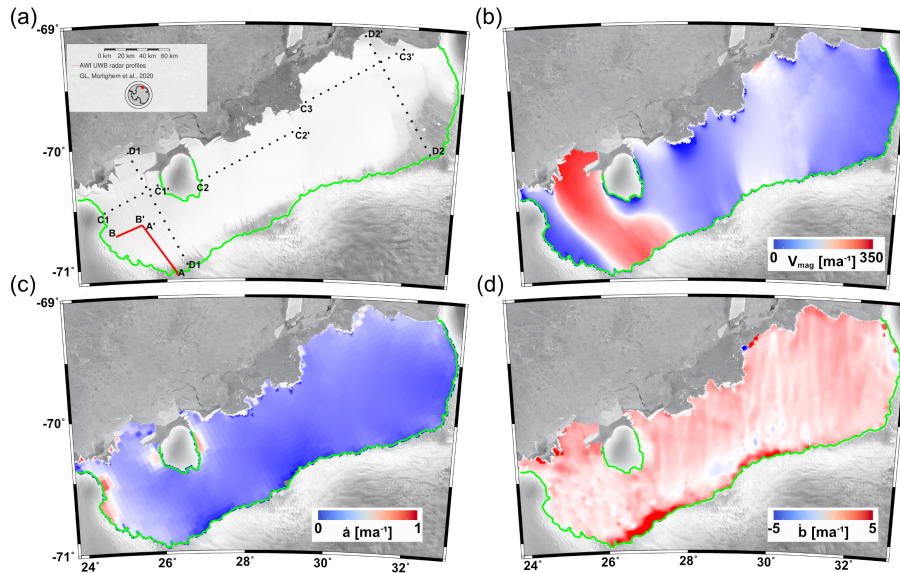 (a)
(b)
-69°
-70°
-71°
0 km 20 km 40 km 60 km
AWI UWB radar profiles
GL, Morlighem et al., 2020
D2'
C3'
C3
D2
C2'
D1
C1'
C2
C1
B'
B
A'
D1
A
0 Vmag [ma⁻¹] 350
(c)
(d)
-69°
-70°
-71°
0 ȧ [ma⁻¹] 1
-5 ḃ [ma⁻¹] 5
24° 26° 28° 30° 32°
24° 26° 28° 30° 32°